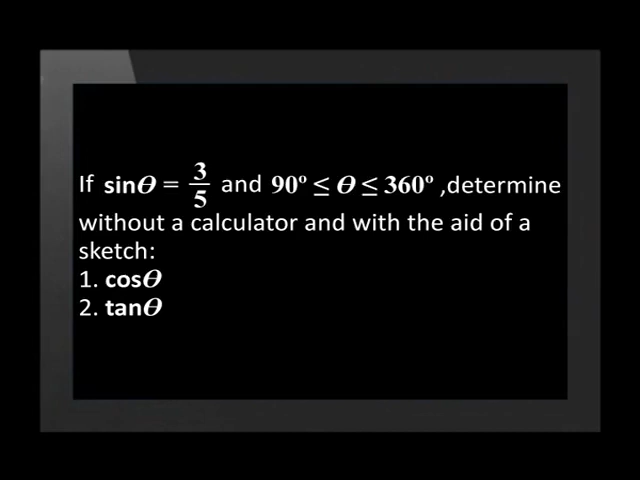 If sinθ = 3/5 and 90º ≤ θ ≤ 360º ,determine
without a calculator and with the aid of a
sketch:
1. cosθ
2. tanθ